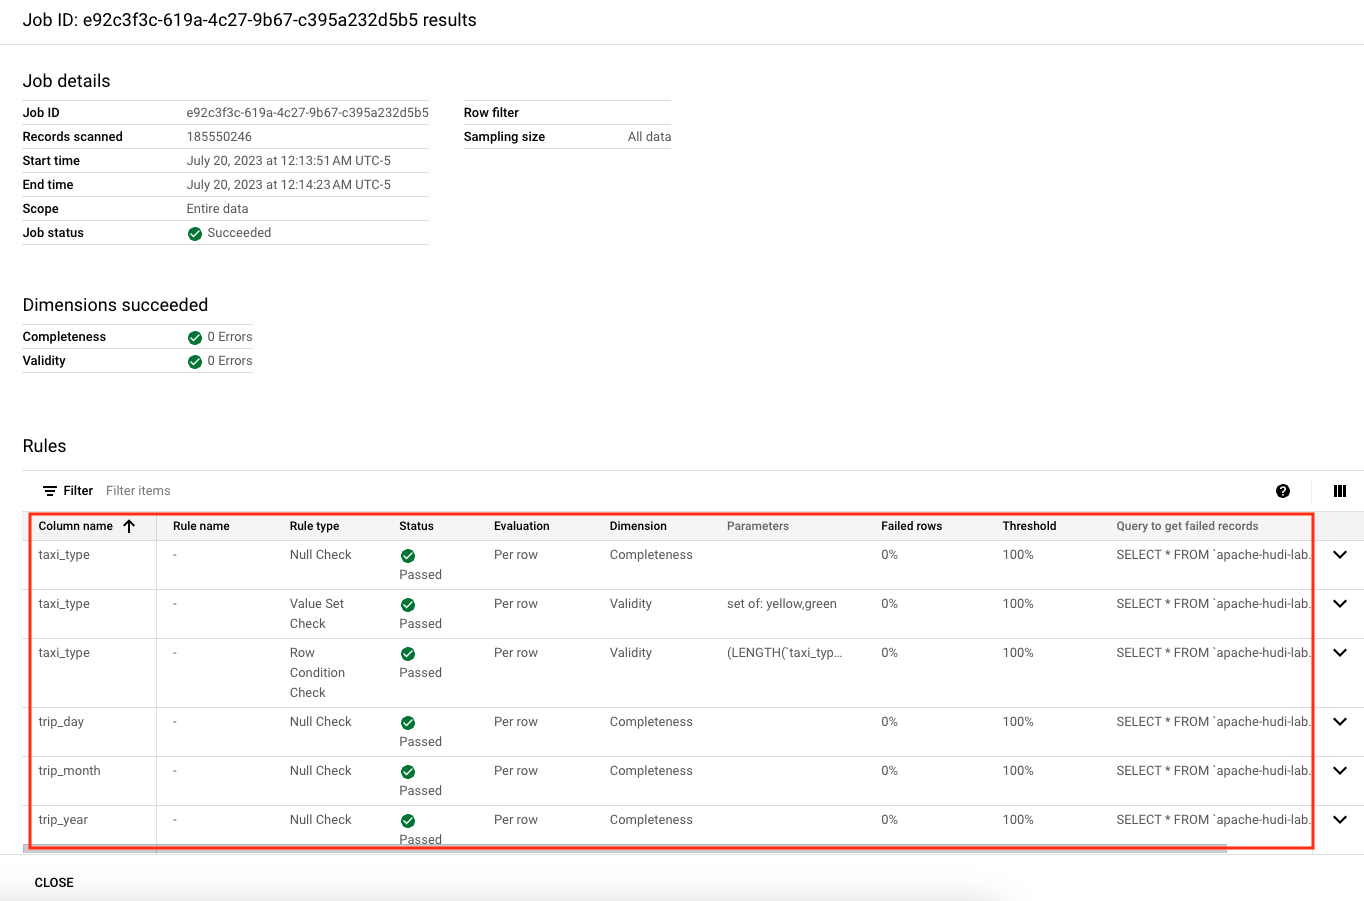 Job ID: e92c3f3c-619a-4c27-9b67-c395a232d5b5 results
Job details
Job ID e92c3f3c-619a-4c27-9b67-c395a232d5b5
Records scanned 185550246
Start time July 20, 2023 at 12:13:51 AM UTC-5
End time July 20, 2023 at 12:14:23 AM UTC-5
Scope Entire data
Job status Succeeded
Row filter
Sampling size All data
Dimensions succeeded
Completeness 0 Errors
Validity 0 Errors
Rules
Filter Filter items
Column name Rule name Rule type Status Evaluation Dimension Parameters Failed rows Threshold Query to get failed records
taxi_type - Null Check Passed Per row Completeness 0% 100% SELECT * FROM `apache-hudi-lab.
taxi_type - Value Set Check Passed Per row Validity set of: yellow,green 0% 100% SELECT * FROM `apache-hudi-lab.
taxi_type - Row Condition Check Passed Per row Validity (LENGTH(`taxi_typ... 0% 100% SELECT * FROM `apache-hudi-lab.
trip_day - Null Check Passed Per row Completeness 0% 100% SELECT * FROM `apache-hudi-lab.
trip_month - Null Check Passed Per row Completeness 0% 100% SELECT * FROM `apache-hudi-lab.
trip_year - Null Check Passed Per row Completeness 0% 100% SELECT * FROM `apache-hudi-lab.
CLOSE